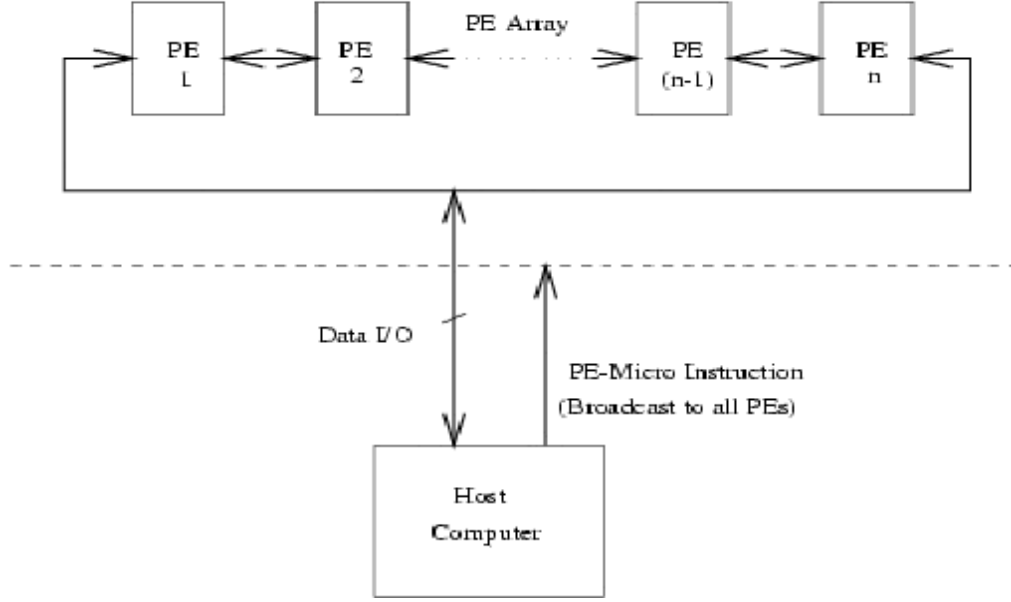 PE Array
PE
1
PE
2
PE
(n-1)
PE
n
Data I/O
PE-Micro Instruction
(Broadcast to all PEs)
Host
Computer